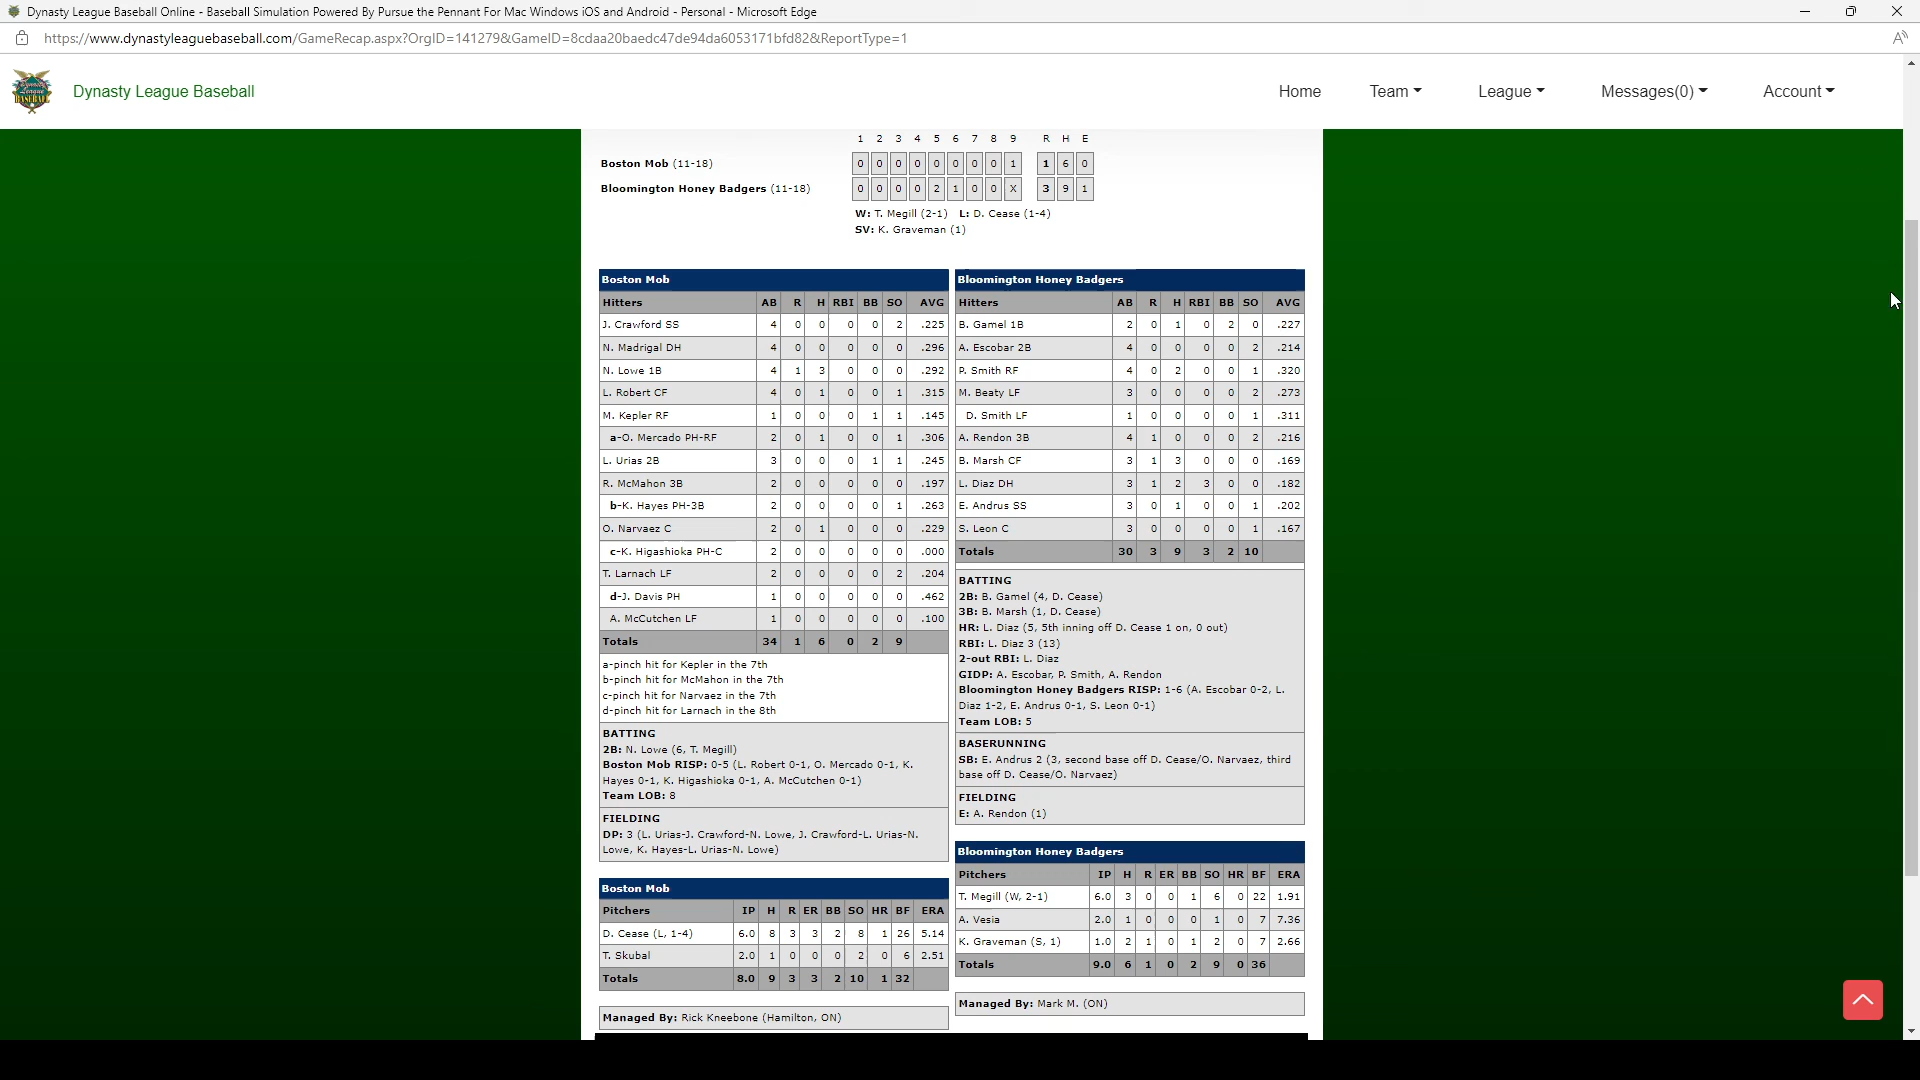 Dynasty League Baseball Online - Baseball Simulation Powered By Pursue the Pennant For Mac Windows iOS and Android - Personal - Microsoft Edge
https://www.dynastyleaguebaseball.com/GameRecap.aspx?OrgID=141279&GameID=8cdaa20baedc47de94da6053171bfd82&ReportType=1
Dynasty League Baseball Home Team League Messages(0) Account
1 2 3 4 5 6 7 8 9 R H E
Boston Mob (11-18) 0 0 0 0 0 0 0 0 1 1 6 0
Bloomington Honey Badgers (11-18) 0 0 0 0 2 1 0 0 X 3 9 1
W: T. Megill (2-1) L: D. Cease (1-4)
SV: K. Graveman (1)
Boston Mob
Hitters AB R H RBI BB SO AVG
J. Crawford SS 4 0 0 0 0 2 .225
N. Madrigal DH 4 0 0 0 0 0 .296
N. Lowe 1B 4 1 3 0 0 0 .292
L. Robert CF 4 0 1 0 0 1 .315
M. Kepler RF 1 0 0 0 1 1 .145
a-O. Mercado PH-RF 2 0 1 0 0 1 .306
L. Urias 2B 3 0 0 0 1 1 .245
R. McMahon 3B 2 0 0 0 0 0 .197
b-K. Hayes PH-3B 2 0 0 0 0 1 .263
O. Narvaez C 2 0 1 0 0 0 .229
c-K. Higashioka PH-C 2 0 0 0 0 0 .000
T. Larnach LF 2 0 0 0 0 2 .204
d-J. Davis PH 1 0 0 0 0 0 .462
A. McCutchen LF 1 0 0 0 0 0 .100
Totals 34 1 6 0 2 9
a-pinch hit for Kepler in the 7th
b-pinch hit for McMahon in the 7th
c-pinch hit for Narvaez in the 7th
d-pinch hit for Larnach in the 8th
BATTING
2B: N. Lowe (6, T. Megill)
Boston Mob RISP: 0-5 (L. Robert 0-1, O. Mercado 0-1, K.
Hayes 0-1, K. Higashioka 0-1, A. McCutchen 0-1)
Team LOB: 8
FIELDING
DP: 3 (L. Urias-J. Crawford-N. Lowe, J. Crawford-L. Urias-N.
Lowe, K. Hayes-L. Urias-N. Lowe)
Boston Mob
Pitchers IP H R ER BB SO HR BF ERA
D. Cease (L, 1-4) 6.0 8 3 3 2 8 1 26 5.14
T. Skubal 2.0 1 0 0 0 2 0 6 2.51
Totals 8.0 9 3 3 2 10 1 32
Managed By: Rick Kneebone (Hamilton, ON)
Bloomington Honey Badgers
Hitters AB R H RBI BB SO AVG
B. Gamel 1B 2 0 1 0 2 0 .227
A. Escobar 2B 4 0 0 0 0 2 .214
P. Smith RF 4 0 2 0 0 1 .320
M. Beaty LF 3 0 0 0 0 2 .273
D. Smith LF 1 0 0 0 0 1 .311
A. Rendon 3B 4 1 0 0 0 2 .216
B. Marsh CF 3 1 3 0 0 0 .169
L. Diaz DH 3 1 2 3 0 0 .182
E. Andrus SS 3 0 1 0 0 1 .202
S. Leon C 3 0 0 0 0 1 .167
Totals 30 3 9 3 2 10
BATTING
2B: B. Gamel (4, D. Cease)
3B: B. Marsh (1, D. Cease)
HR: L. Diaz (5, 5th inning off D. Cease 1 on, 0 out)
RBI: L. Diaz 3 (13)
2-out RBI: L. Diaz
GIDP: A. Escobar, P. Smith, A. Rendon
Bloomington Honey Badgers RISP: 1-6 (A. Escobar 0-2, L.
Diaz 1-2, E. Andrus 0-1, S. Leon 0-1)
Team LOB: 5
BASERUNNING
SB: E. Andrus 2 (3, second base off D. Cease/O. Narvaez, third
base off D. Cease/O. Narvaez)
FIELDING
E: A. Rendon (1)
Bloomington Honey Badgers
Pitchers IP H R ER BB SO HR BF ERA
T. Megill (W, 2-1) 6.0 3 0 0 1 6 0 22 1.91
A. Vesia 2.0 1 0 0 0 1 0 7 7.36
K. Graveman (S, 1) 1.0 2 1 0 1 2 0 7 2.66
Totals 9.0 6 1 0 2 9 0 36
Managed By: Mark M. (ON)